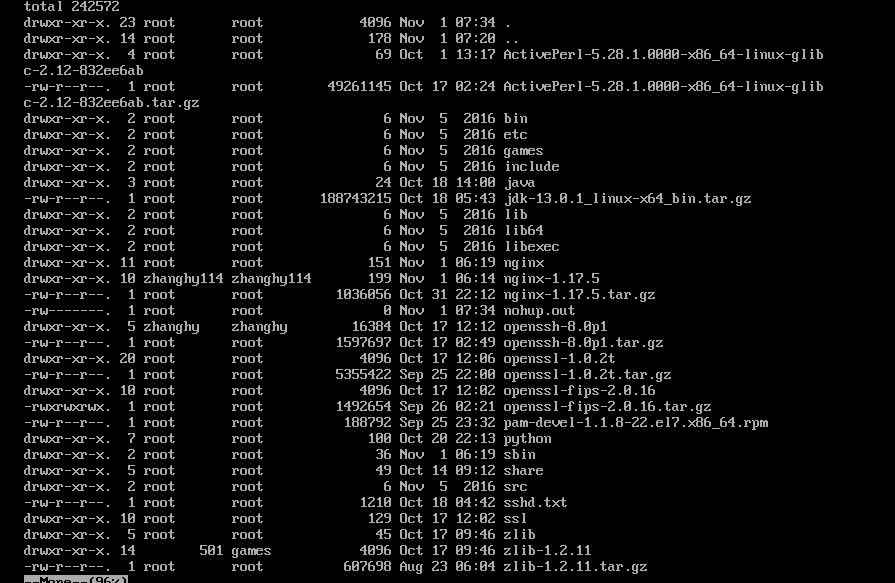 total 242572
drwxr-xr-x. 23 root       root            4096 Nov  1 07:34 .
drwxr-xr-x. 14 root       root             178 Nov  1 07:20 ..
drwxr-xr-x.  4 root       root              69 Oct  1 13:17 ActivePerl-5.28.1.0000-x86_64-linux-glib
c-2.12-832ee6ab
-rw-r--r--.  1 root       root        49261145 Oct 17 02:24 ActivePerl-5.28.1.0000-x86_64-linux-glib
c-2.12-832ee6ab.tar.gz
drwxr-xr-x.  2 root       root               6 Nov  5  2016 bin
drwxr-xr-x.  2 root       root               6 Nov  5  2016 etc
drwxr-xr-x.  2 root       root               6 Nov  5  2016 games
drwxr-xr-x.  2 root       root               6 Nov  5  2016 include
drwxr-xr-x.  3 root       root              24 Oct 18 14:00 java
-rw-r--r--.  1 root       root       188743215 Oct 18 05:43 jdk-13.0.1_linux-x64_bin.tar.gz
drwxr-xr-x.  2 root       root               6 Nov  5  2016 lib
drwxr-xr-x.  2 root       root               6 Nov  5  2016 lib64
drwxr-xr-x.  2 root       root               6 Nov  5  2016 libexec
drwxr-xr-x. 11 root       root             151 Nov  1 06:19 nginx
drwxr-xr-x. 10 zhanghy114 zhanghy114       199 Nov  1 06:14 nginx-1.17.5
-rw-r--r--.  1 root       root         1036056 Oct 31 22:12 nginx-1.17.5.tar.gz
-rw-------.  1 root       root               0 Nov  1 07:34 nohup.out
drwxr-xr-x.  5 zhanghy    zhanghy        16384 Oct 17 12:12 openssh-8.0p1
-rw-r--r--.  1 root       root         1597697 Oct 17 02:49 openssh-8.0p1.tar.gz
drwxr-xr-x. 20 root       root            4096 Oct 17 12:06 openssl-1.0.2t
-rw-r--r--.  1 root       root         5355422 Sep 25 22:00 openssl-1.0.2t.tar.gz
drwxr-xr-x. 10 root       root            4096 Oct 17 12:02 openssl-fips-2.0.16
-rwxrwxrwx.  1 root       root         1492654 Sep 26 02:21 openssl-fips-2.0.16.tar.gz
-rw-r--r--.  1 root       root          188792 Sep 25 23:32 pam-devel-1.1.8-22.el7.x86_64.rpm
drwxr-xr-x.  7 root       root             100 Oct 20 22:13 python
drwxr-xr-x.  2 root       root              36 Nov  1 06:19 sbin
drwxr-xr-x.  5 root       root              49 Oct 14 09:12 share
drwxr-xr-x.  2 root       root               6 Nov  5  2016 src
-rw-r--r--.  1 root       root            1210 Oct 18 04:42 sshd.txt
drwxr-xr-x. 10 root       root             129 Oct 17 12:02 ssl
drwxr-xr-x.  5 root       root              45 Oct 17 09:46 zlib
drwxr-xr-x. 14        501 games           4096 Oct 17 09:46 zlib-1.2.11
-rw-r--r--.  1 root       root          607698 Aug 23 06:04 zlib-1.2.11.tar.gz
--More--(96%)